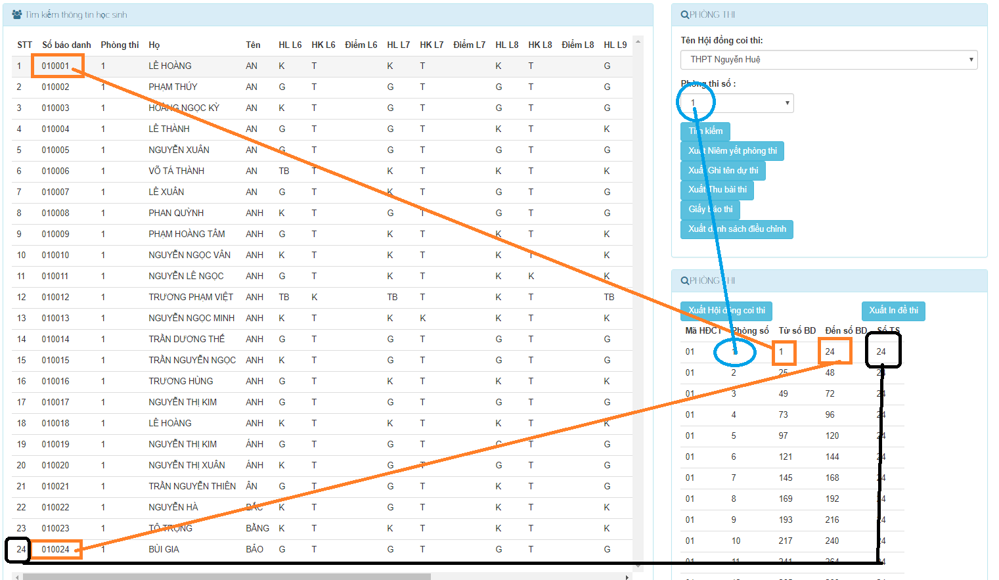 Tìm kiếm thông tin học sinh
STT Số báo danh Phòng thi Họ Tên HL L6 HK L6 Điểm L6 HL L7 HK L7 Điểm L7 HL L8 HK L8 Điểm L8 HL L9
1 010001 1 LÊ HOÀNG AN K T K T K T G
2 010002 1 PHẠM THÚY AN G T G T G T G
3 010003 1 HOÀNG NGỌC KỲ AN K T G T G T G
4 010004 1 LÊ THÀNH AN G T G T K T K
5 010005 1 NGUYỄN XUÂN AN G T G T G T G
6 010006 1 VÕ TÁ THÀNH AN TB T K T K T K
7 010007 1 LÊ XUÂN AN G T K T G T G
8 010008 1 PHAN QUỲNH ANH K T G T G T G
9 010009 1 PHẠM HOÀNG TÂM ANH G T K T K T G
10 010010 1 NGUYỄN NGỌC VÂN ANH K T K T K T K
11 010011 1 NGUYỄN LÊ NGỌC ANH G T K T K K K
12 010012 1 TRƯƠNG PHẠM VIỆT ANH TB K TB T K T TB
13 010013 1 NGUYỄN NGỌC MINH ANH K T K K K T K
14 010014 1 TRẦN DƯƠNG THẾ ANH G T G T G T G
15 010015 1 TRẦN NGUYỄN NGỌC ANH K T G T K T G
16 010016 1 TRƯƠNG HÙNG ANH G T K T K T K
17 010017 1 NGUYỄN THỊ KIM ANH G T G T G T G
18 010018 1 LÊ HOÀNG ANH K T K T K T K
19 010019 1 NGUYỄN THỊ KIM ÁNH G T G T G T G
20 010020 1 NGUYỄN THỊ XUÂN ÁNH K T G T G T G
21 010021 1 TRẦN NGUYỄN THIÊN ÂN G T G T K T G
22 010022 1 NGUYỄN HÀ BẮC K T G T K T K
23 010023 1 TÔ TRỌNG BẰNG K T K T K T K
24 010024 1 BÙI GIA BẢO G T G T G T G
PHÒNG THI
Tên Hội đồng coi thi:
THPT Nguyễn Huệ
Phòng thi số :
1
Tìm kiếm
Xuất Niêm yết phòng thi
Xuất Ghi tên dự thi
Xuất Thu bài thi
Giấy báo thi
Xuất danh sách điều chỉnh
PHÒNG THI
Xuất Hội đồng coi thi Xuất In đề thi
Mã HĐCT Phòng số Từ số BD Đến số BD Số TS
01 1 1 24 24
01 2 25 48 24
01 3 49 72 24
01 4 73 96 24
01 5 97 120 24
01 6 121 144 24
01 7 145 168 24
01 8 169 192 24
01 9 193 216 24
01 10 217 240 24
01 11 241 264 24